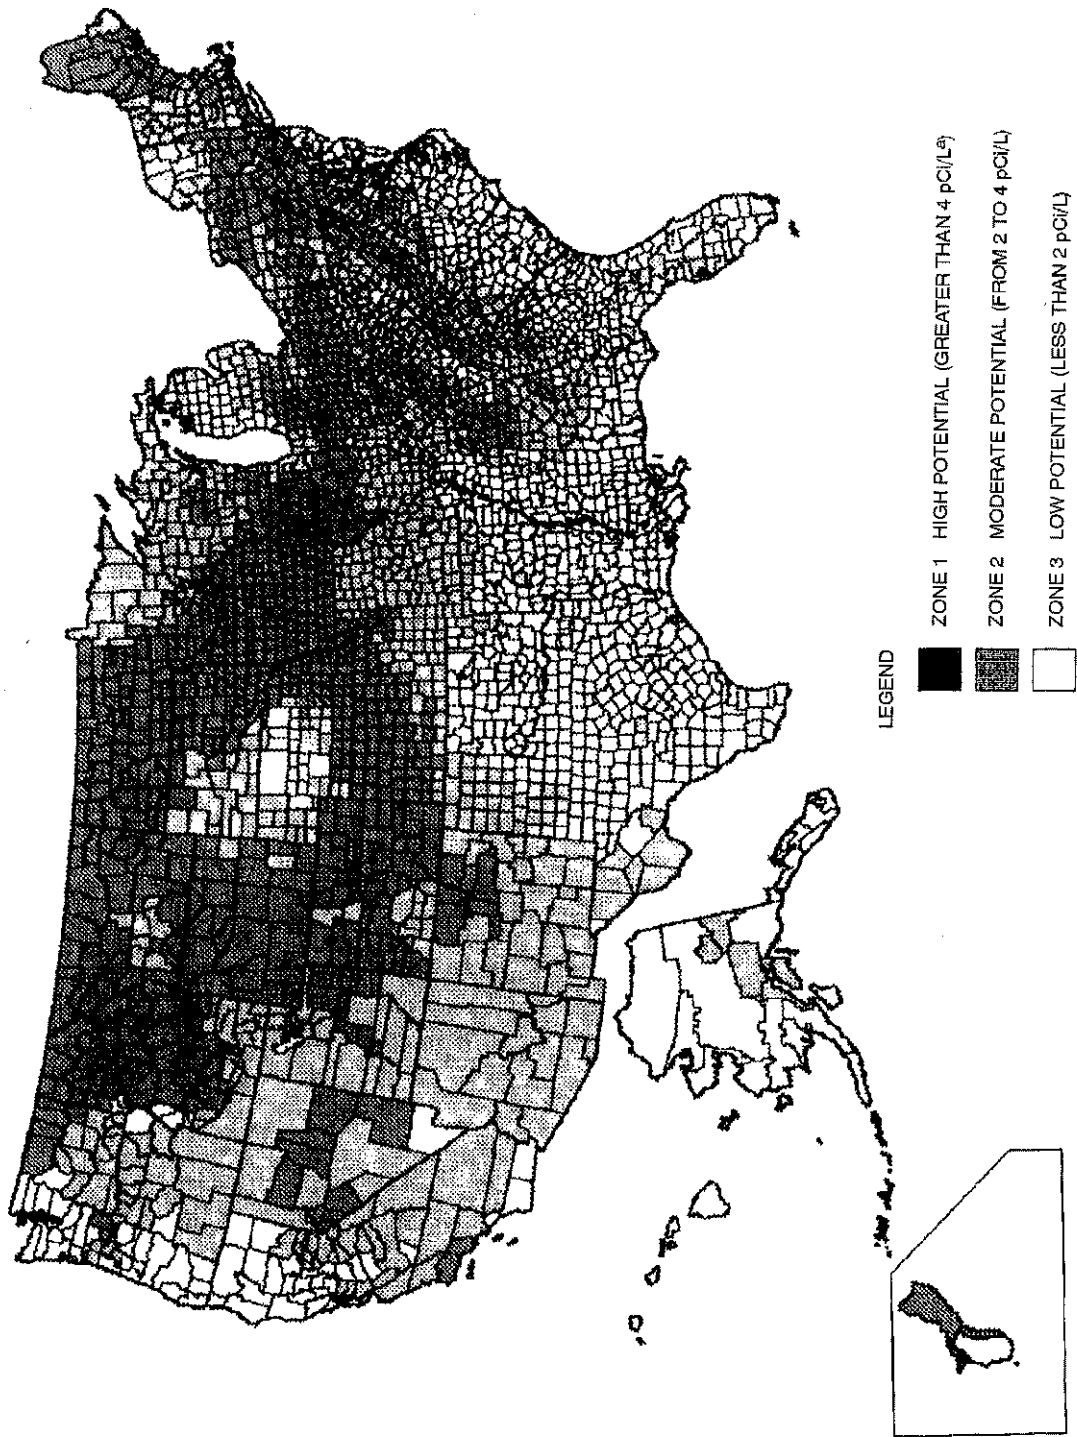 LEGEND
ZONE 1 HIGH POTENTIAL (GREATER THAN 4 pCi/Lª)
ZONE 2 MODERATE POTENTIAL (FROM 2 TO 4 pCi/L)
ZONE 3 LOW POTENTIAL (LESS THAN 2 pCi/L)